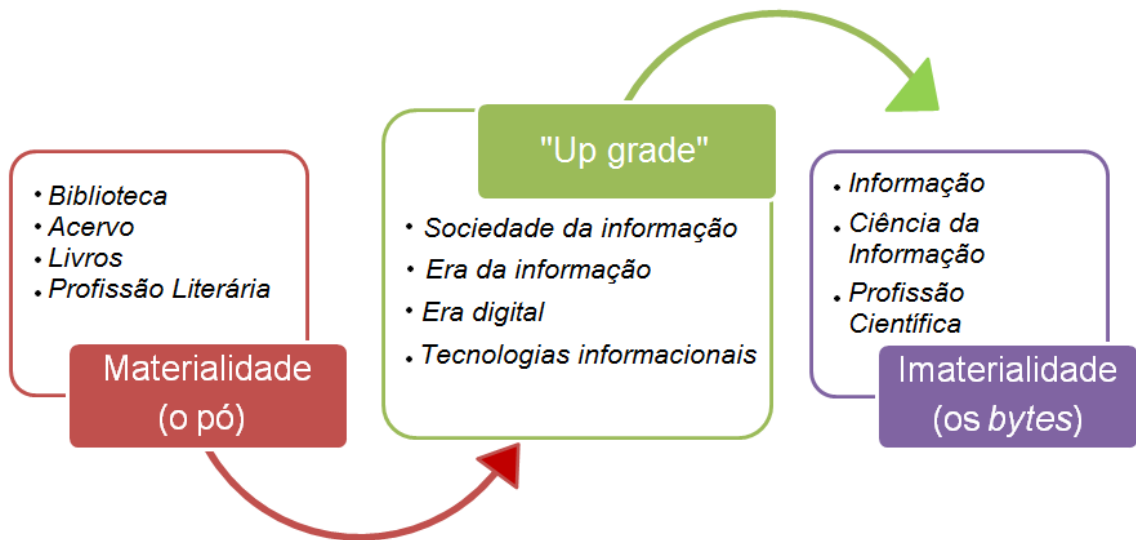 • Biblioteca
• Acervo
• Livros
• Profissão Literária
Materialidade
(o pó)
"Up grade"
• Sociedade da informação
• Era da informação
• Era digital
• Tecnologias informacionais
• Informação
• Ciência da
Informação
• Profissão
Científica
Imaterialidade
(os bytes)